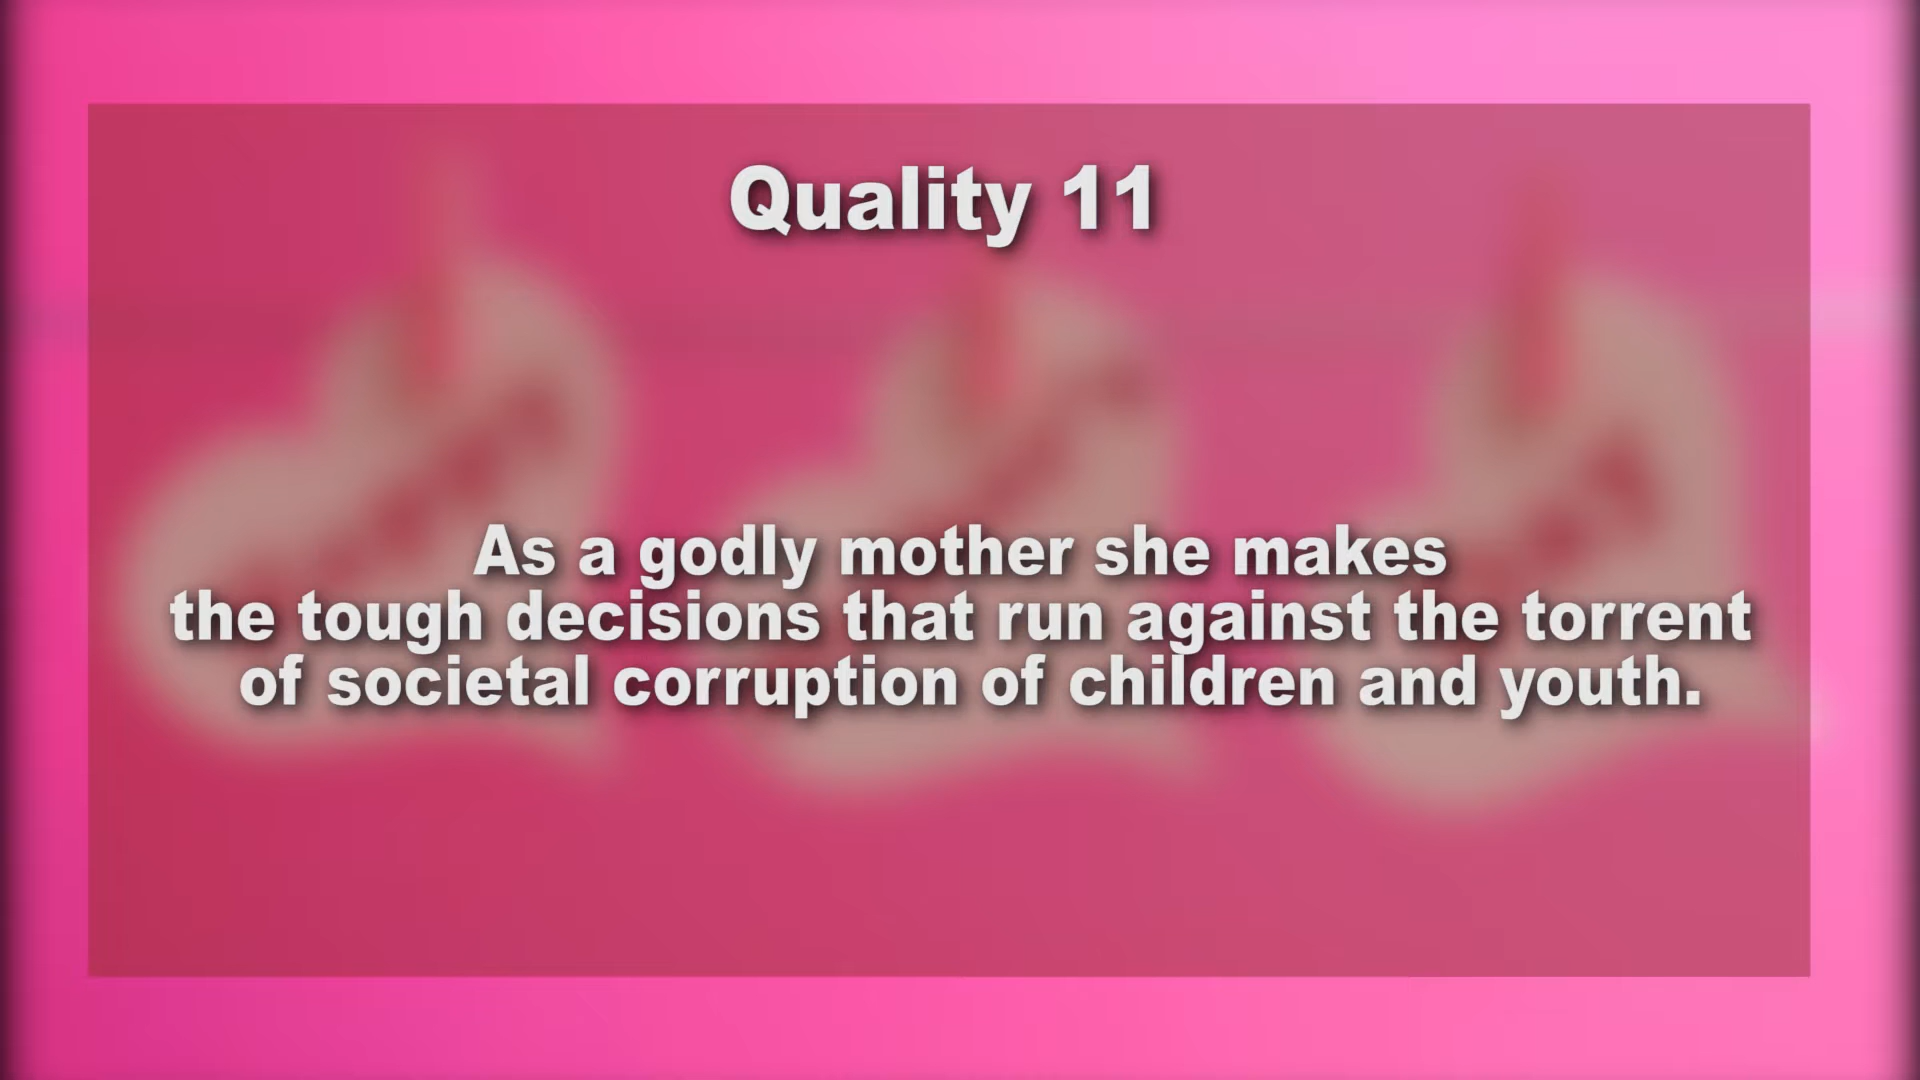 Quality 11
As a godly mother she makes
the tough decisions that run against the torrent
of societal corruption of children and youth.